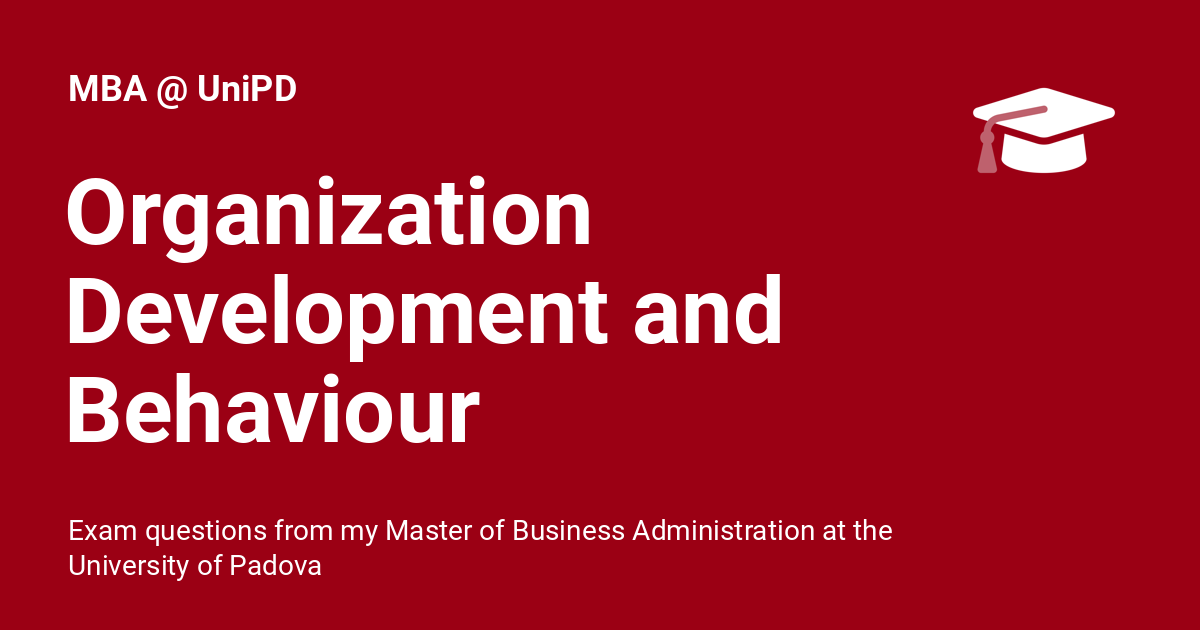 MBA @ UniPD
Organization
Development and
Behaviour
Exam questions from my Master of Business Administration at the
University of Padova